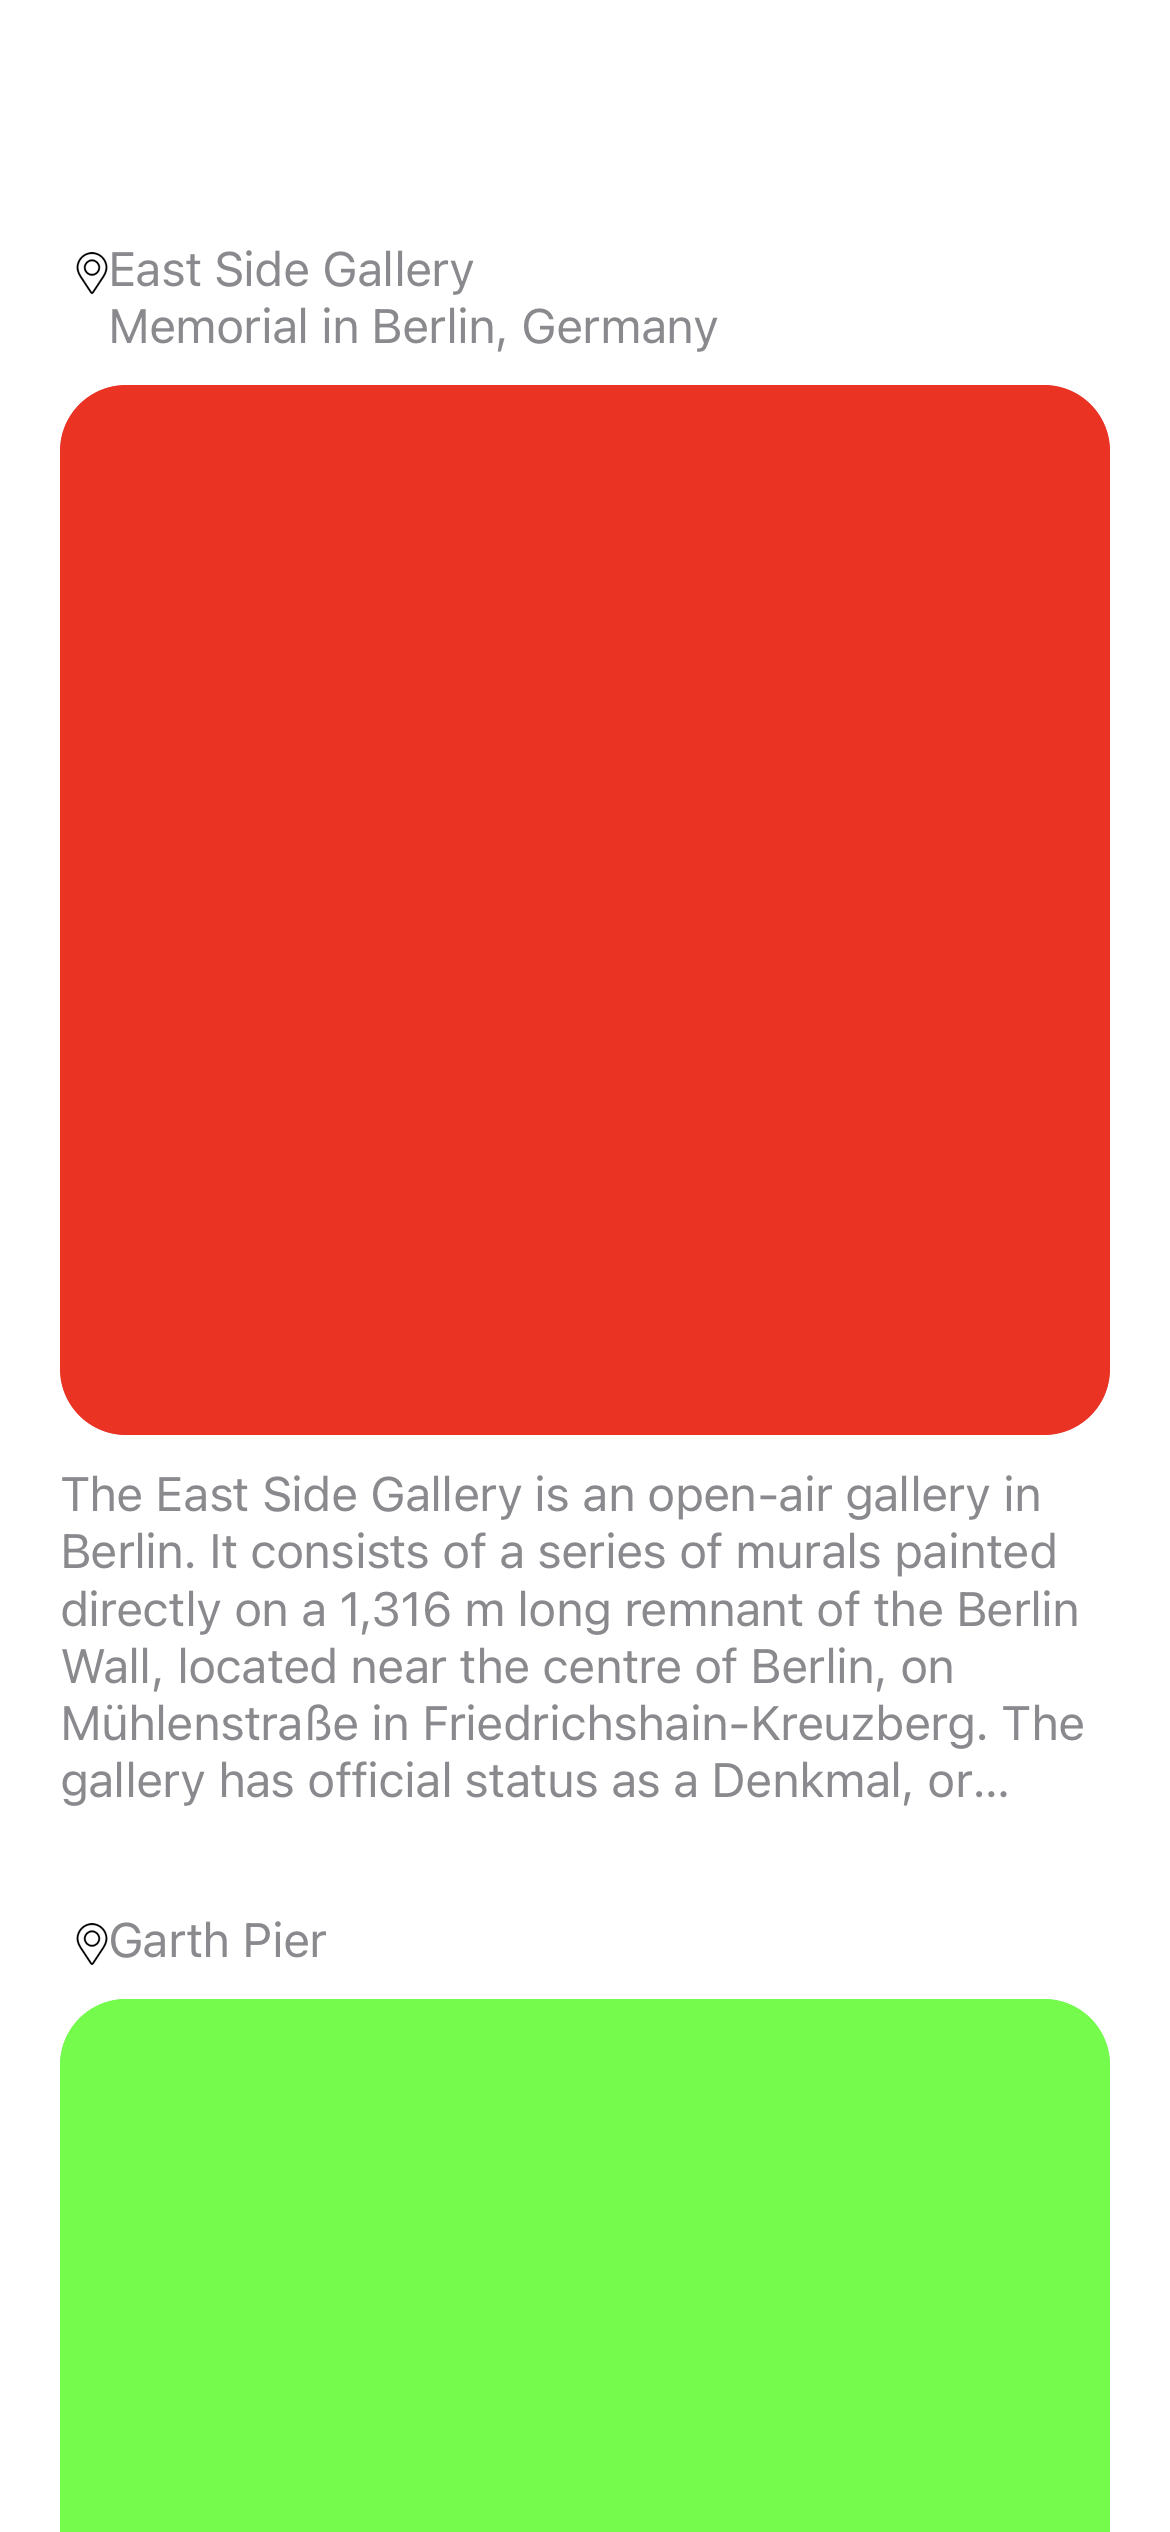 East Side Gallery
Memorial in Berlin, Germany
The East Side Gallery is an open-air gallery in
Berlin. It consists of a series of murals painted
directly on a 1,316 m long remnant of the Berlin
Wall, located near the centre of Berlin, on
Mühlenstraße in Friedrichshain-Kreuzberg. The
gallery has official status as a Denkmal, or...
Garth Pier